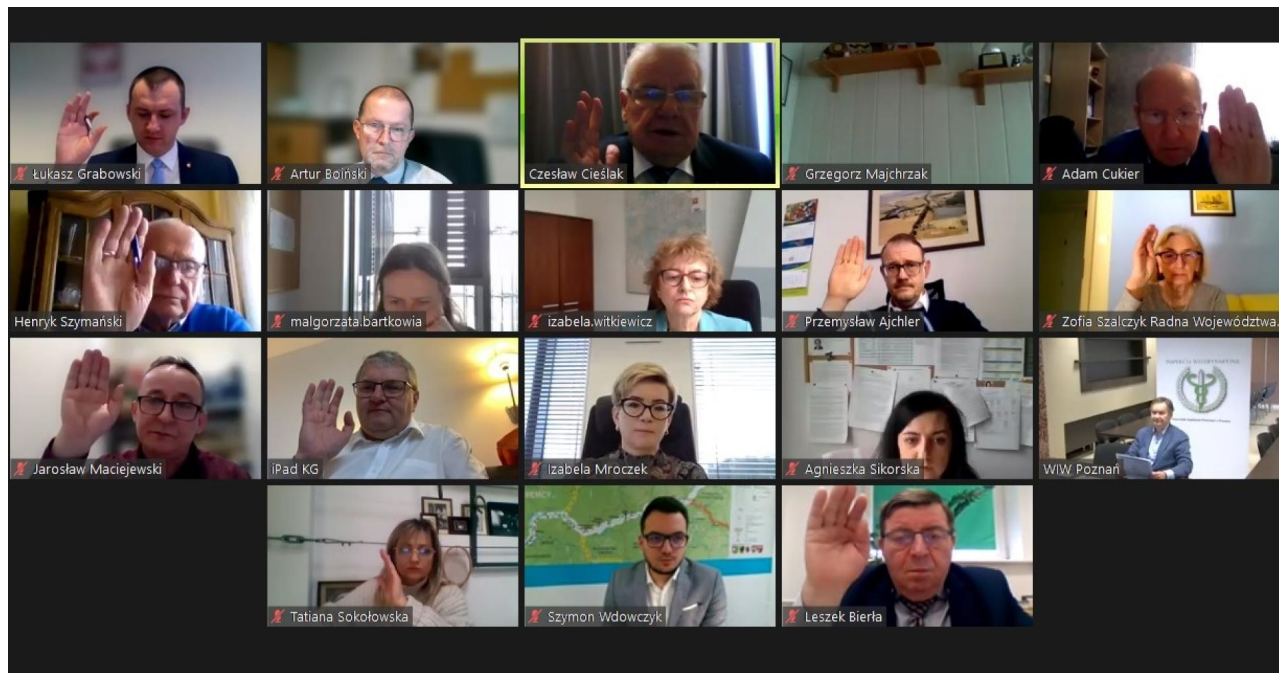 Łukasz Grabowski
Artur Boiński
Czesław Cieślak
Grzegorz Majchrzak
Adam Cukier
Henryk Szymański
malgorzata.bartkowia
izabela.witkiewicz
Przemysław Ajchler
Zofia Szalczyk Radna Województwa
Jarosław Maciejewski
iPad KG
Izabela Mroczek
Agnieszka Sikorska
INSPEKCJA WETERYNARYJNA
WIW Poznań
Tatiana Sokołowska
Szymon Wdowczyk
Leszek Bierła